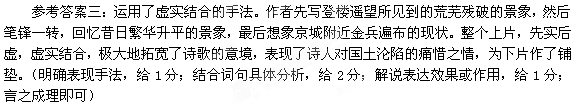 参考答案三：运用了虚实结合的手法。作者先写登楼遥望所见到的荒芜残破的景象，然后
笔锋一转，回忆昔日繁华升平的景象，最后想象京城附近金兵遍布的现状。整个上片，先实后
虚，虚实结合，极大地拓宽了诗歌的意境，表现了诗人对国土沦陷的痛惜之情，为下片作了铺
垫。（明确表现手法，给 1 分；结合词句具体分析，给 2 分；解说表达效果或作用，给 1 分；
言之成理即可）